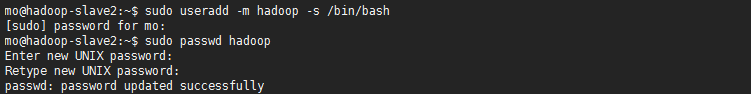 mo@hadoop-slave2:~$ sudo useradd -m hadoop -s /bin/bash
[sudo] password for mo:
mo@hadoop-slave2:~$ sudo passwd hadoop
Enter new UNIX password:
Retype new UNIX password:
passwd: password updated successfully